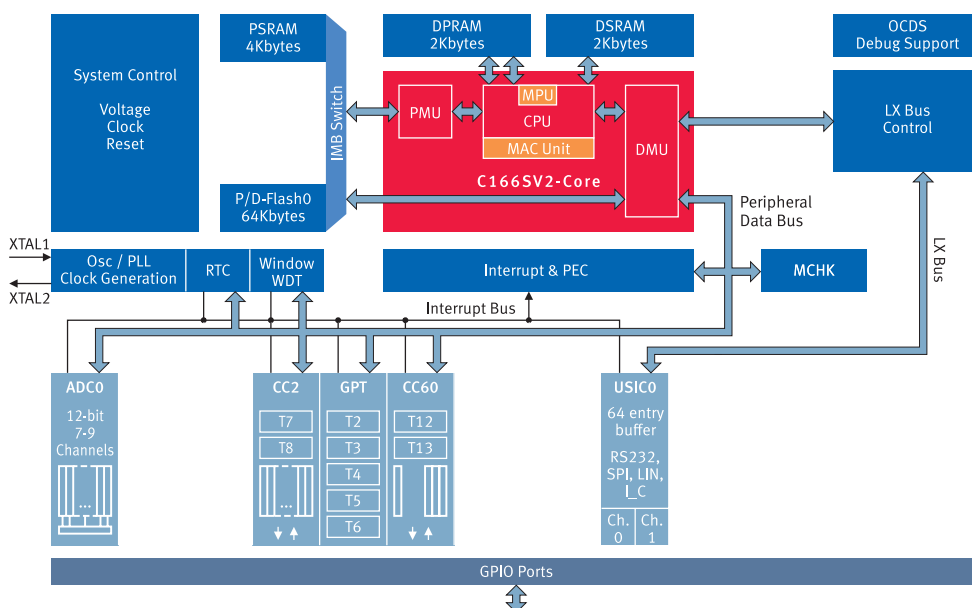 System Control
Voltage
Clock
Reset
PSRAM
4Kbytes
IMB Switch
P/D-Flash0
64Kbytes
DPRAM
2Kbytes
DSRAM
2Kbytes
PMU
MPU
CPU
MAC Unit
DMU
C166SV2-Core
OCDS
Debug Support
LX Bus
Control
Peripheral
Data Bus
LX Bus
XTAL1
XTAL2
Osc / PLL
Clock Generation
RTC
Window
WDT
Interrupt & PEC
MCHK
Interrupt Bus
ADC0
12-bit
7-9
Channels
...
CC2
T7
T8
...
GPT
T2
T3
T4
T5
T6
CC60
T12
T13
USIC0
64 entry
buffer
RS232,
SPI, LIN,
I_C
Ch.
0
Ch.
1
GPIO Ports